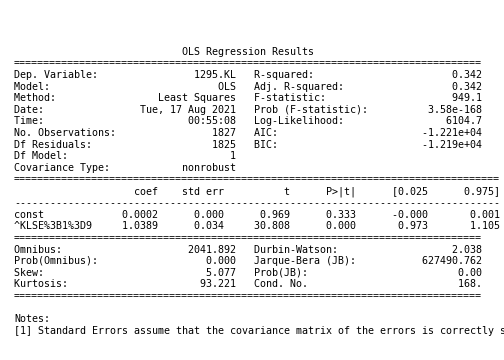 OLS Regression Results
==============================================================================
Dep. Variable: 1295.KL R-squared: 0.342
Model: OLS Adj. R-squared: 0.342
Method: Least Squares F-statistic: 949.1
Date: Tue, 17 Aug 2021 Prob (F-statistic): 3.58e-168
Time: 00:55:08 Log-Likelihood: 6104.7
No. Observations: 1827 AIC: -1.221e+04
Df Residuals: 1825 BIC: -1.219e+04
Df Model: 1
Covariance Type: nonrobust
=================================================================================
coef std err t P>|t| [0.025 0.975]
---------------------------------------------------------------------------------
const 0.0002 0.000 0.969 0.333 -0.000 0.001
^KLSE%3B1%3D9 1.0389 0.034 30.808 0.000 0.973 1.105
==============================================================================
Omnibus: 2041.892 Durbin-Watson: 2.038
Prob(Omnibus): 0.000 Jarque-Bera (JB): 627490.762
Skew: 5.077 Prob(JB): 0.00
Kurtosis: 93.221 Cond. No. 168.
==============================================================================
Notes:
[1] Standard Errors assume that the covariance matrix of the errors is correctly s